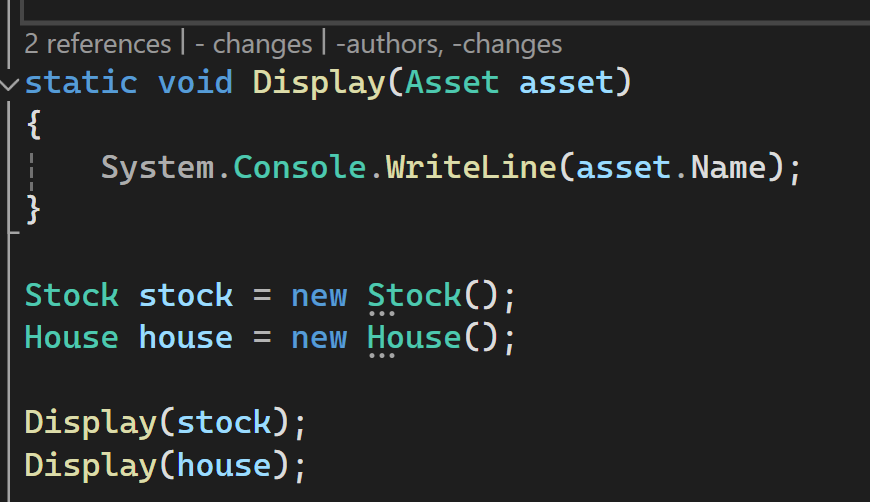 2 references | - changes | -authors, -changes
static void Display(Asset asset)
{
    System.Console.WriteLine(asset.Name);
}
Stock stock = new Stock();
House house = new House();
Display(stock);
Display(house);